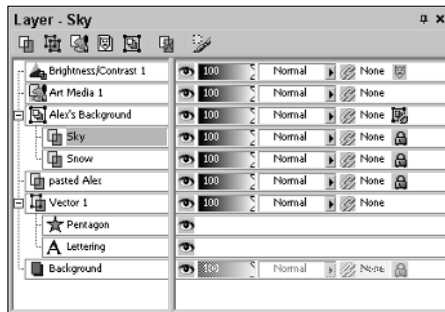 Layer - Sky
Brightness/Contrast 1 100 Normal None
Art Media 1 100 Normal None
Alex's Background 100 Normal None
Sky 100 Normal None
Snow 100 Normal None
pasted Alex 100 Normal None
Vector 1 100 Normal None
Pentagon
A Lettering
Background 100 Normal None